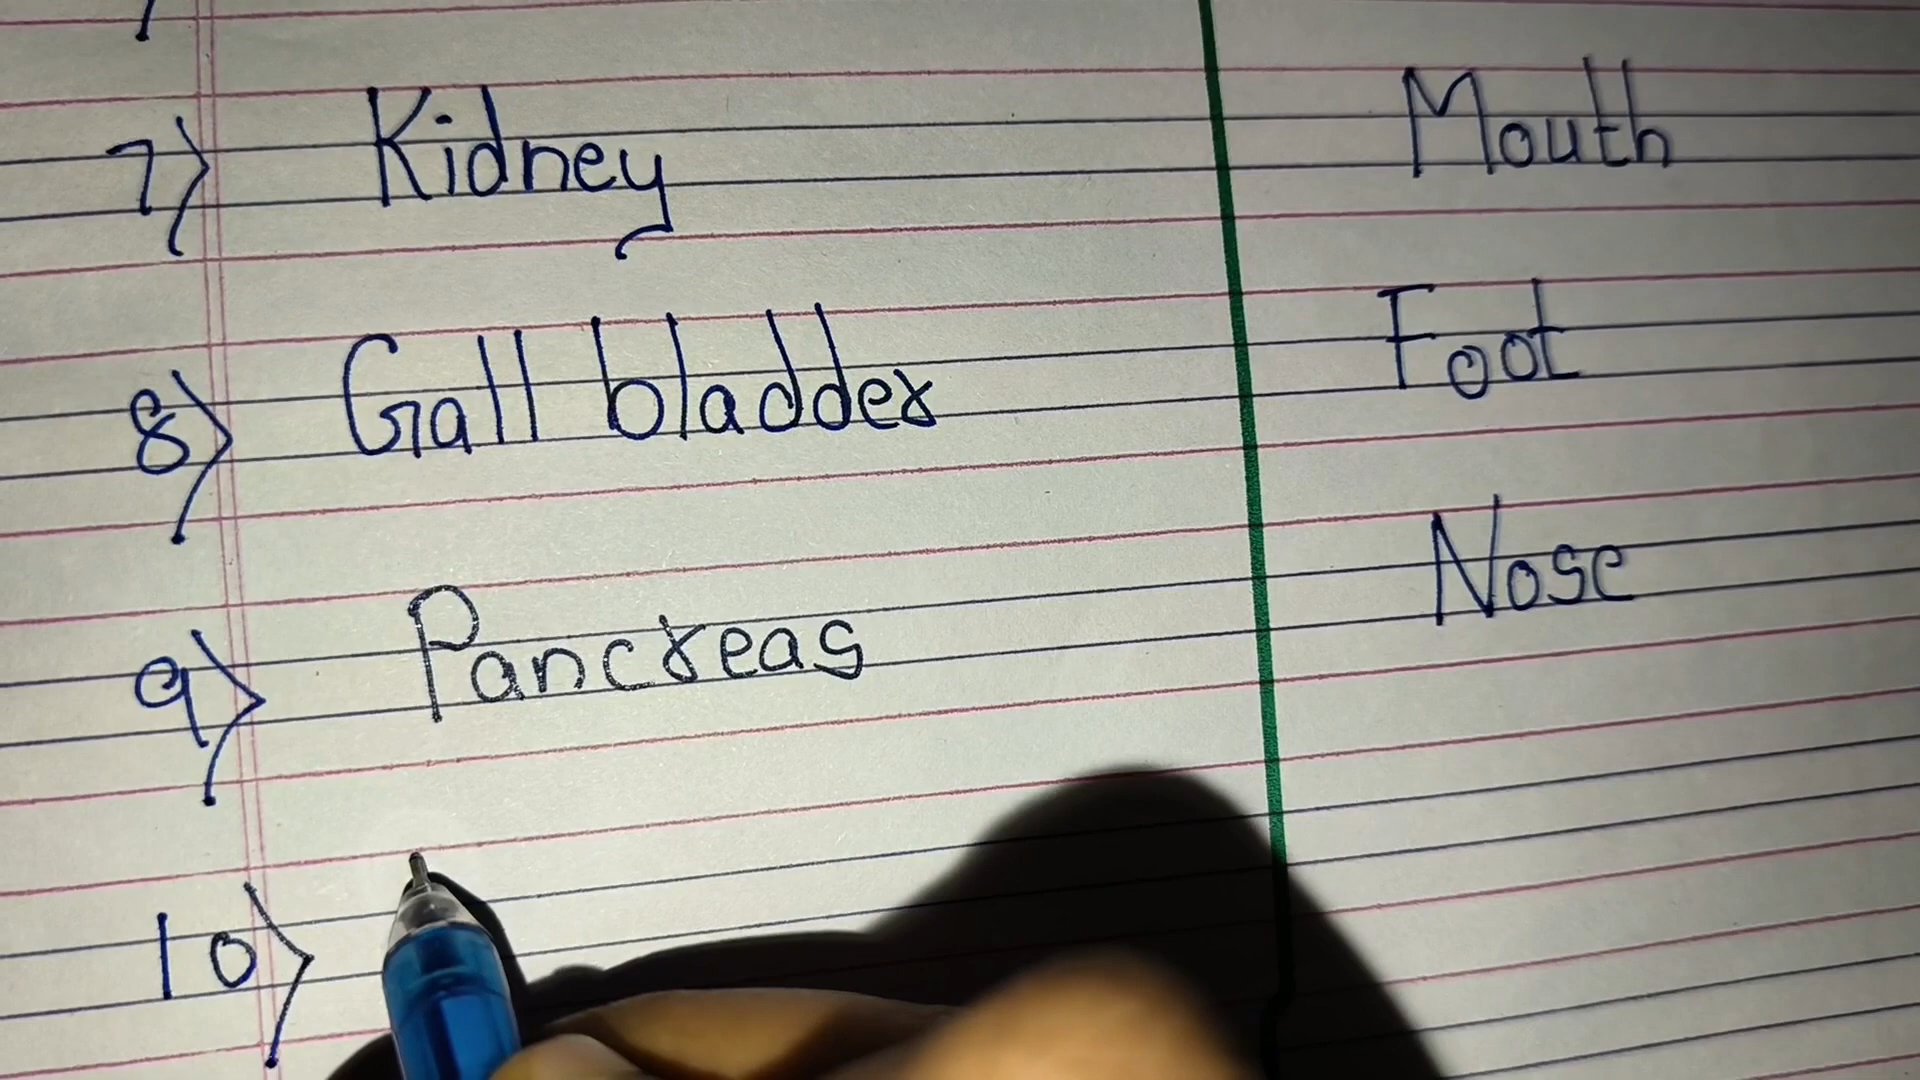 7) Kidney Mouth
8) Gall bladder Foot
9) Pancreas Nose
10)